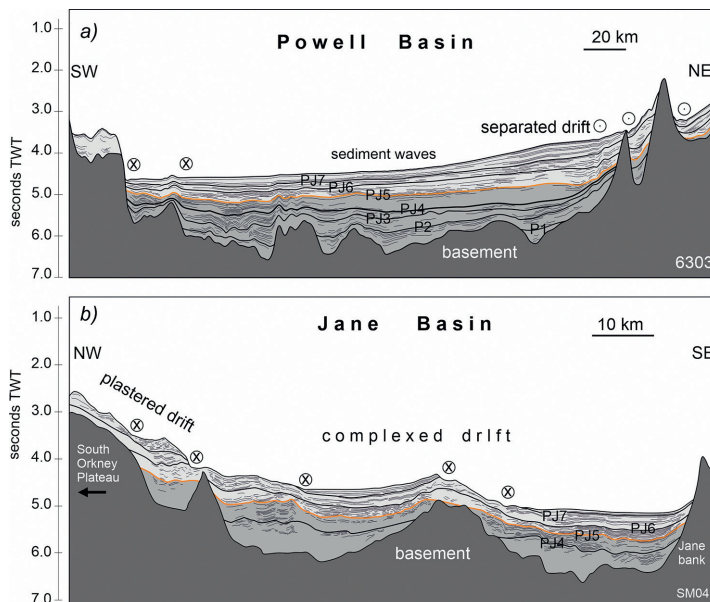 1.0
a)
Powell Basin
20 km
2.0
SW
NE
3.0
separated drift
sediment waves
4.0
seconds TWT
PJ7
PJ6
PJ5
5.0
PJ4
PJ3
P2
P1
6.0
basement
6303
7.0
1.0
b)
Jane Basin
10 km
2.0
NW
SE
seconds TWT
3.0
plastered drift
complexed drIft
4.0
South
Orkney
Plateau
5.0
PJ7
PJ6
PJ5
PJ4
6.0
basement
Jane
bank
7.0
SM04